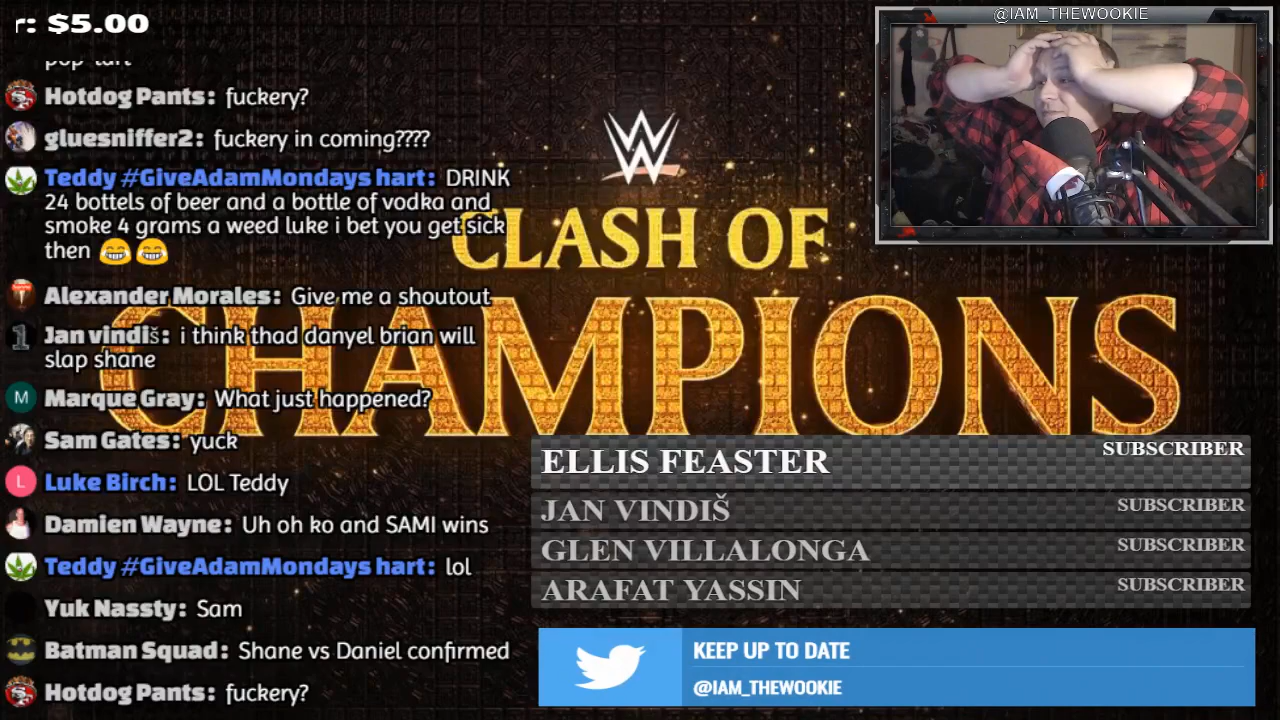 r: $5.00
@IAM_THEWOOKIE
pop-tart
Hotdog Pants: fuckery?
gluesniffer2: fuckery in coming????
Teddy #GiveAdamMondays hart: DRINK
24 bottels of beer and a bottle of vodka and
smoke 4 grams a weed luke i bet you get sick
then 😂 😂
Alexander Morales: Give me a shoutout
Jan vindiš: i think thad danyel brian will
slap shane
Marque Gray: What just happened?
Sam Gates: yuck
Luke Birch: LOL Teddy
Damien Wayne: Uh oh ko and SAMI wins
Teddy #GiveAdamMondays hart: lol
Yuk Nassty: Sam
Batman Squad: Shane vs Daniel confirmed
Hotdog Pants: fuckery?
W
CLASH OF
CHAMPIONS
ELLIS FEASTER SUBSCRIBER
JAN VINDIŠ SUBSCRIBER
GLEN VILLALONGA SUBSCRIBER
ARAFAT YASSIN SUBSCRIBER
KEEP UP TO DATE
@IAM_THEWOOKIE